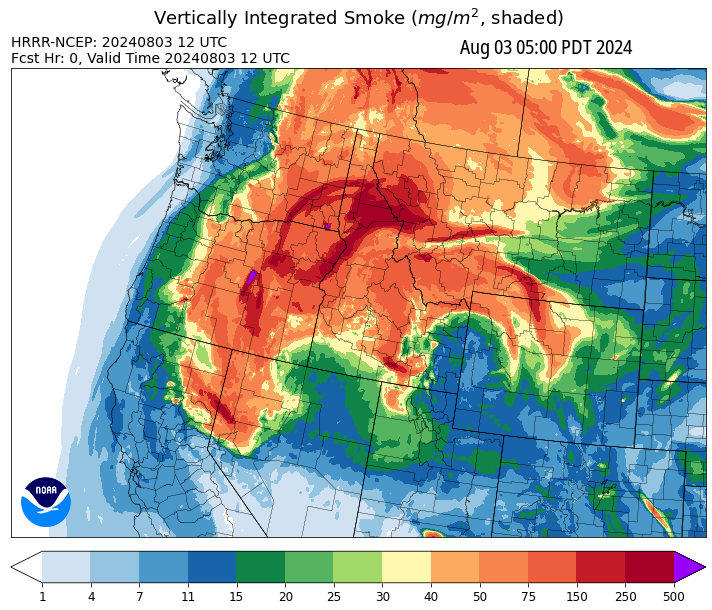 Vertically Integrated Smoke (mg/m², shaded)
HRRR-NCEP: 20240803 12 UTC
Aug 03 05:00 PDT 2024
Fcst Hr: 0, Valid Time 20240803 12 UTC
NOAA
1 4 7 11 15 20 25 30 40 50 75 150 250 500